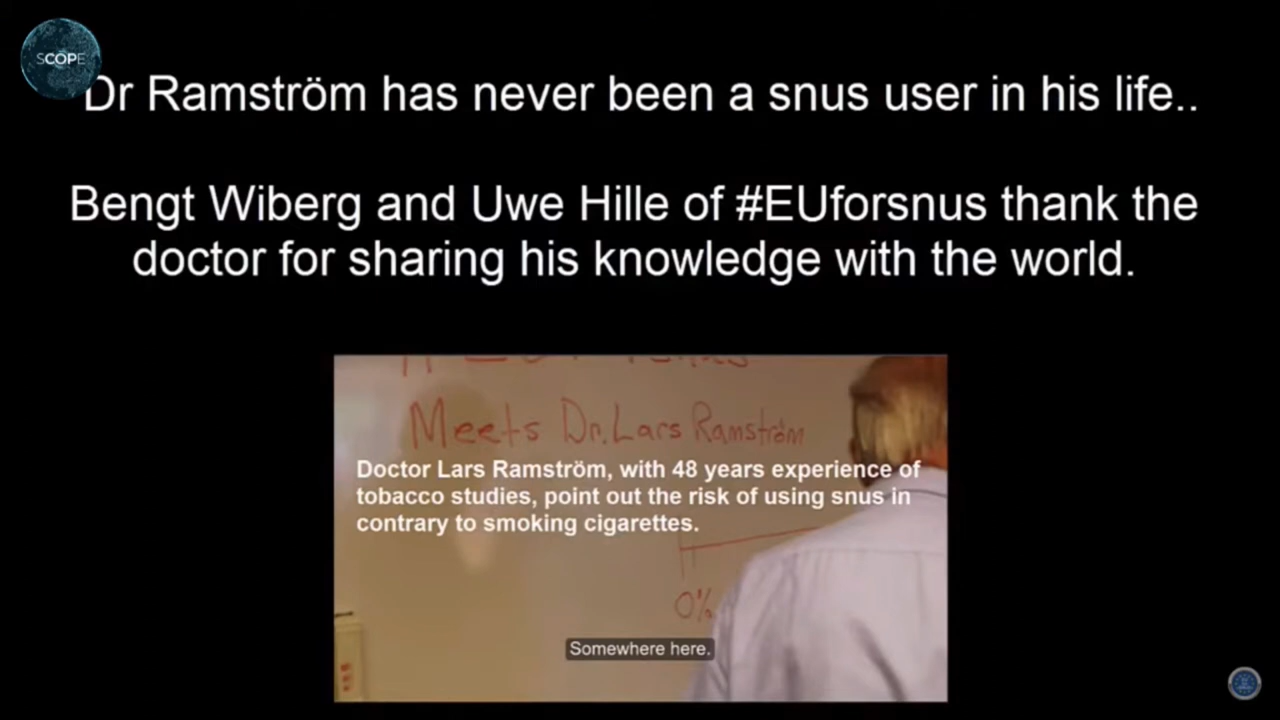 SCOPE
Dr Ramström has never been a snus user in his life..
Bengt Wiberg and Uwe Hille of #EUforsnus thank the
doctor for sharing his knowledge with the world.
Meets Dr. Lars Ramström
Doctor Lars Ramström, with 48 years experience of
tobacco studies, point out the risk of using snus in
contrary to smoking cigarettes.
0%
Somewhere here.